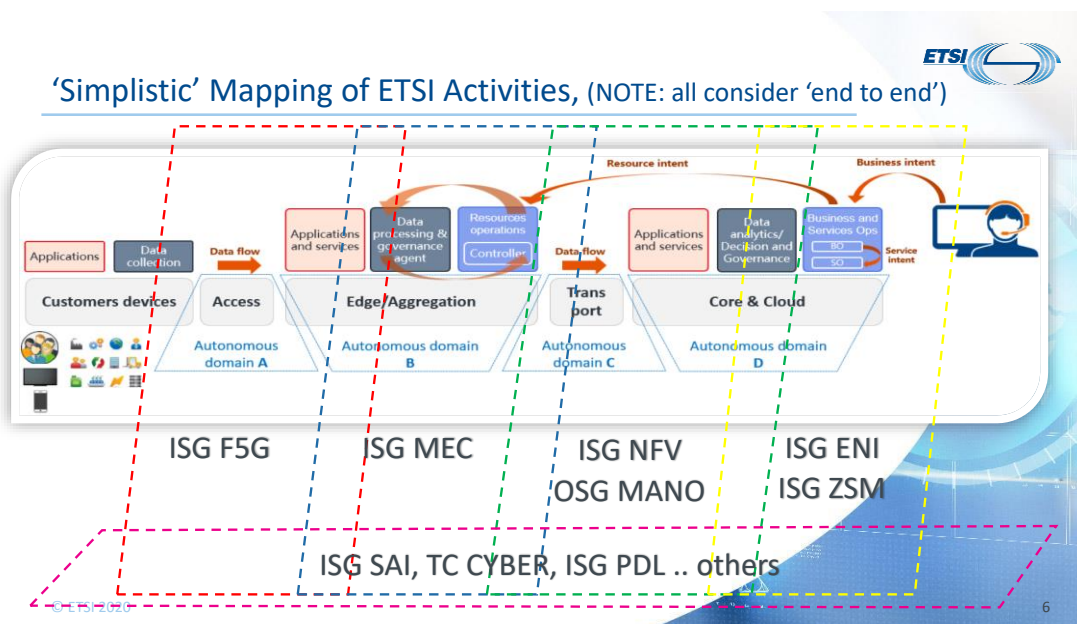 ETSI
‘Simplistic’ Mapping of ETSI Activities, (NOTE: all consider ‘end to end’)
Resource intent
Business intent
Applications
Data
collection
Data flow
Applications
and services
Data
processing &
governance
agent
Resources
operations
Controller
Data flow
Applications
and services
Data
analytics/
Decision and
Governance
Business and
Services Ops
BO
SO
Service
intent
Customers devices
Access
Edge/Aggregation
Trans
port
Core & Cloud
Autonomous
domain A
Autonomous domain
B
Autonomous
domain C
Autonomous domain
D
ISG F5G
ISG MEC
ISG NFV
OSG MANO
ISG ENI
ISG ZSM
ISG SAI, TC CYBER, ISG PDL .. others
© ETSI 2020
6